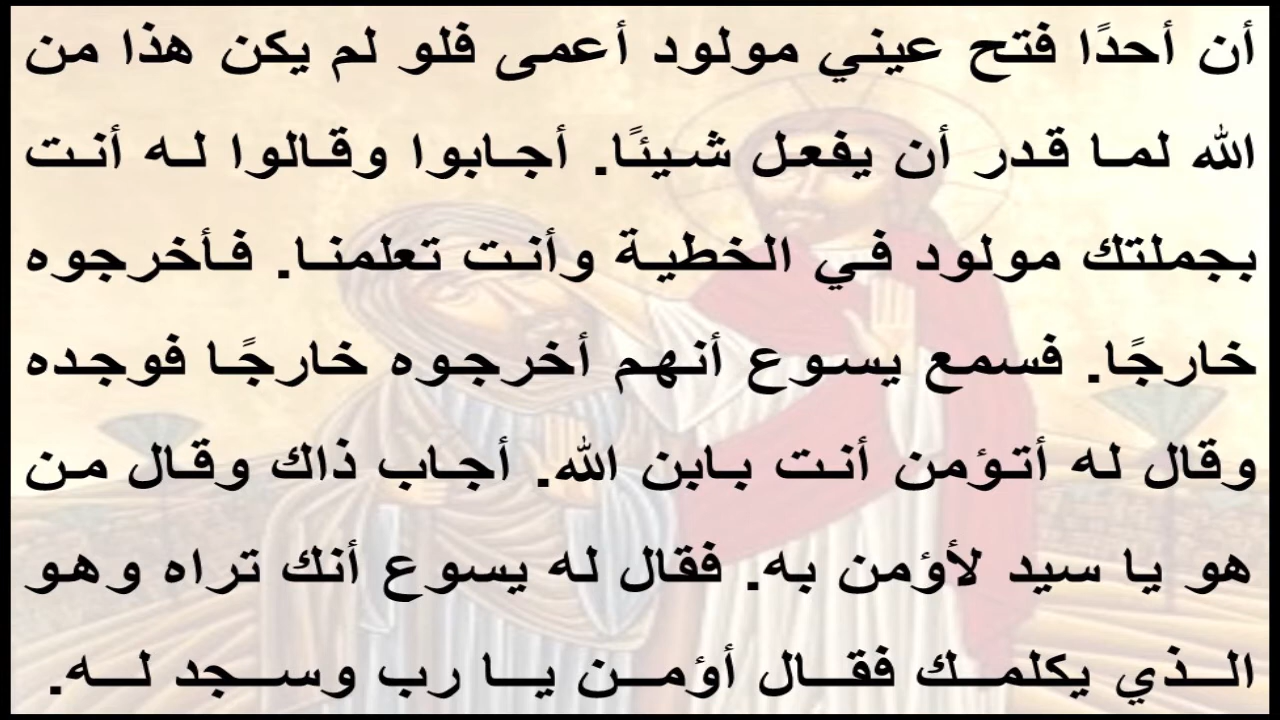 أن أحدًا فتح عيني مولود أعمى فلو لم يكن هذا من
الله لما قدر أن يفعل شيئًا. أجابوا وقالوا له أنت
بجملتك مولود في الخطية وأنت تعلمنا. فأخرجوه
خارجًا. فسمع يسوع أنهم أخرجوه خارجًا فوجده
وقال له أتؤمن أنت بابن الله. أجاب ذاك وقال من
هو يا سيد لأؤمن به. فقال له يسوع أنك تراه وهو
الذي يكلمك فقال أؤمن يا رب وسجد له.